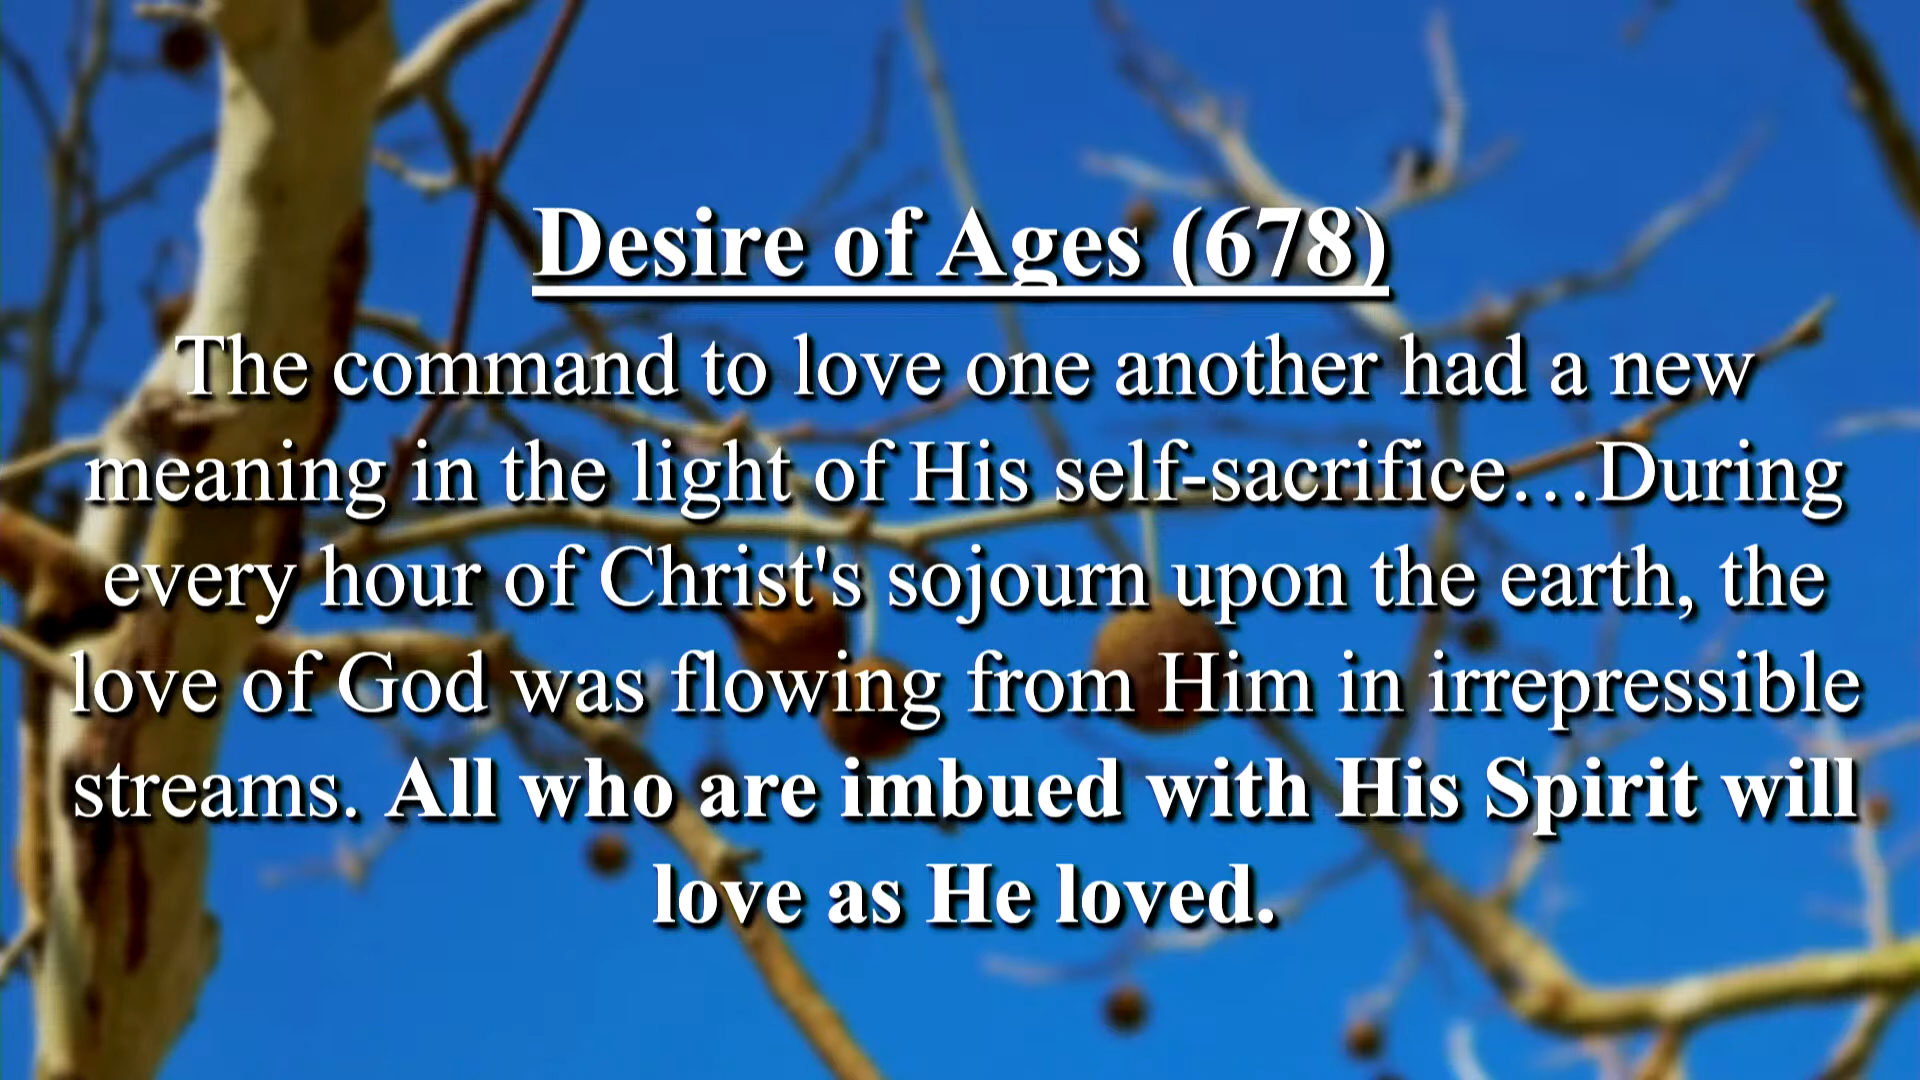 Desire of Ages (678)
The command to love one another had a new
meaning in the light of His self-sacrifice…During
every hour of Christ's sojourn upon the earth, the
love of God was flowing from Him in irrepressible
streams. All who are imbued with His Spirit will
love as He loved.